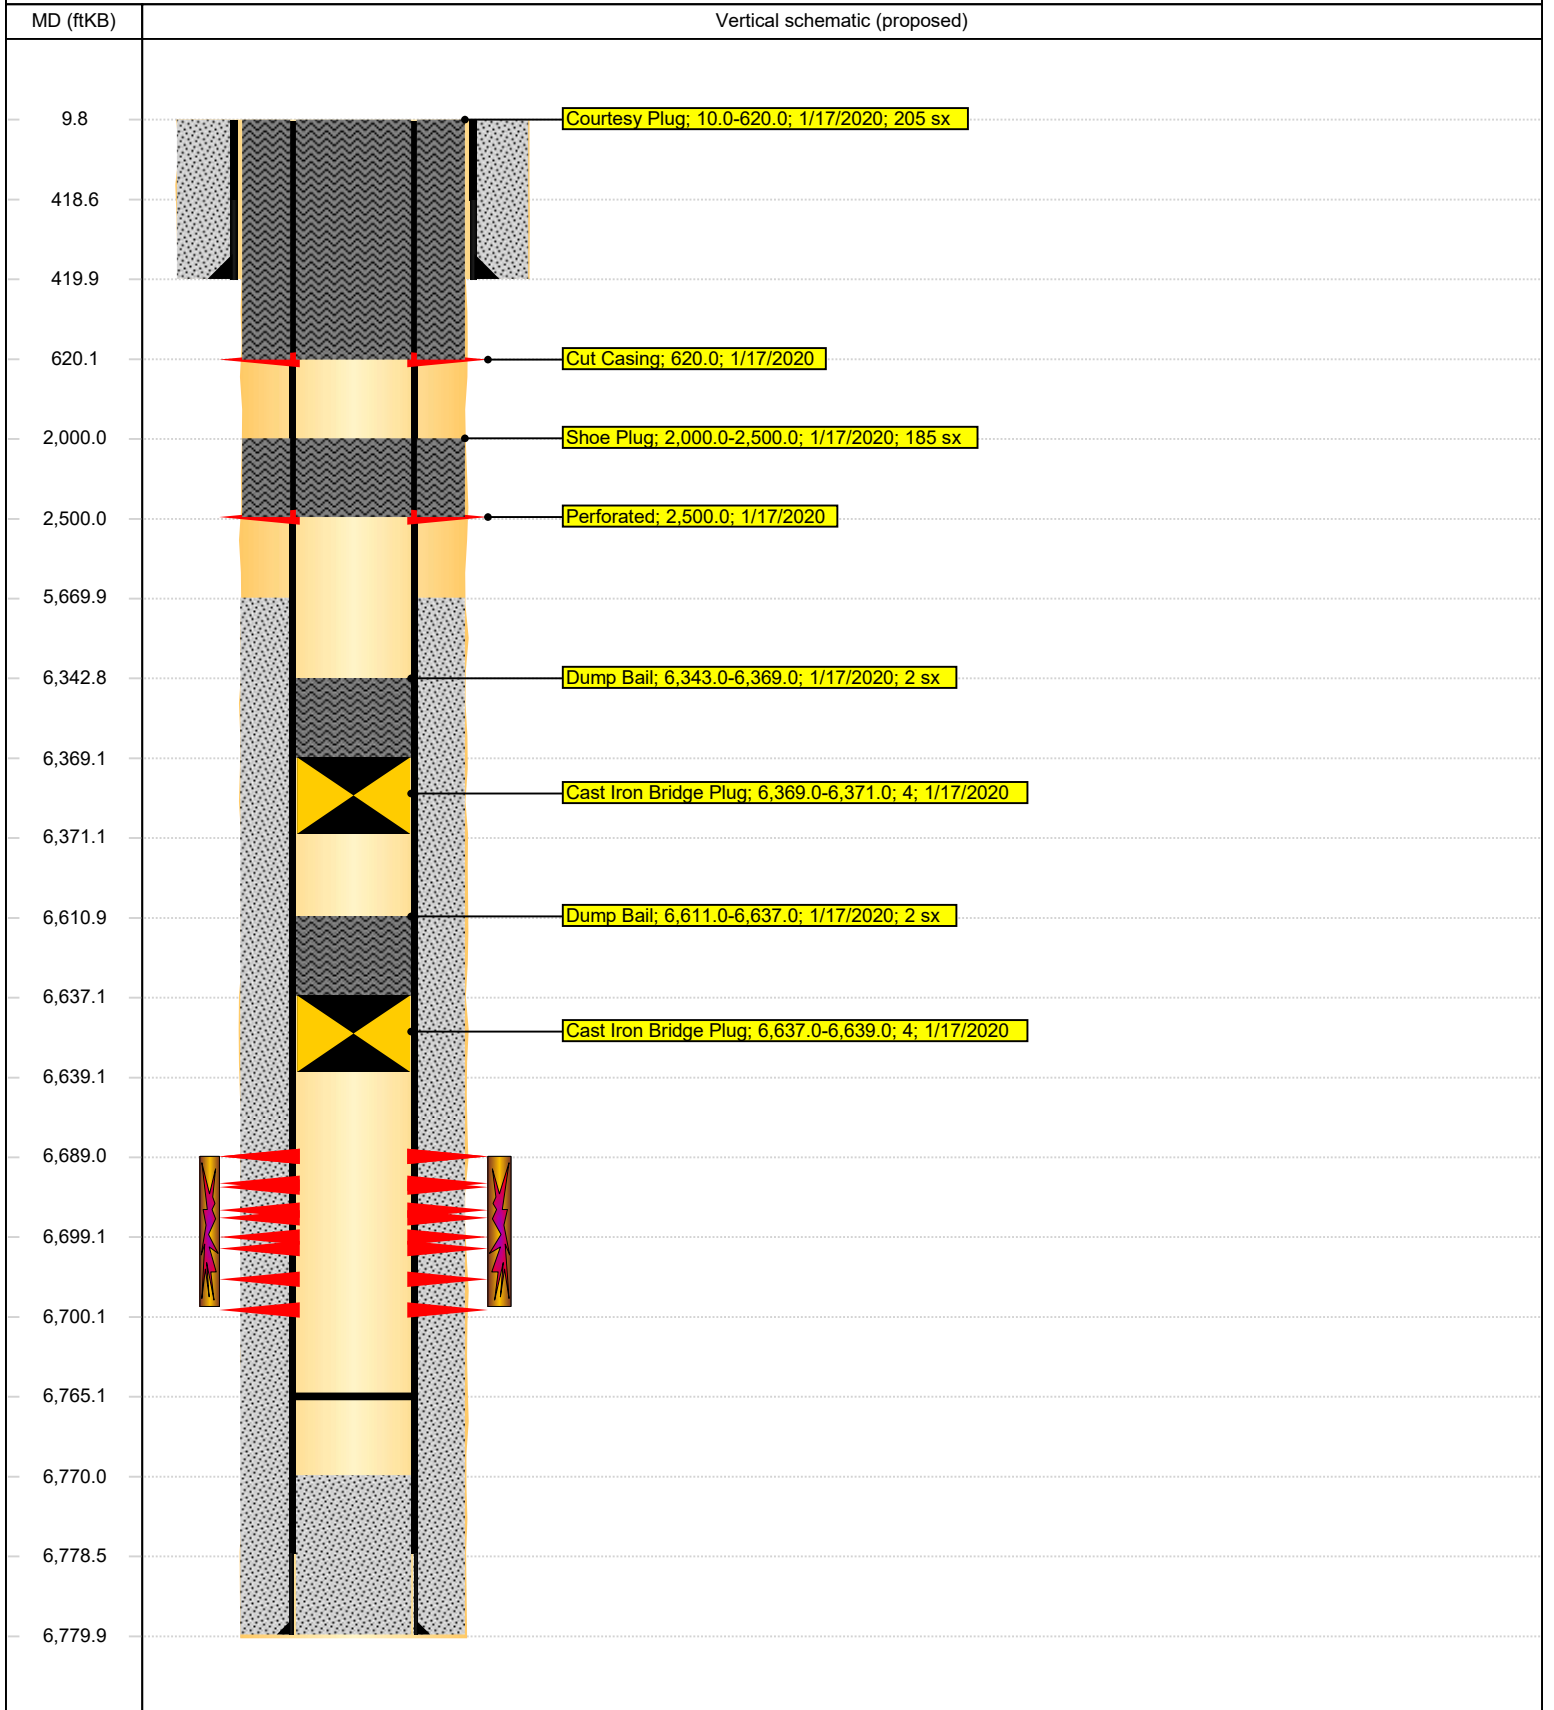 MD (ftKB)
Vertical schematic (proposed)
9.8
Courtesy Plug; 10.0-620.0; 1/17/2020; 205 sx
418.6
419.9
620.1
Cut Casing; 620.0; 1/17/2020
2,000.0
Shoe Plug; 2,000.0-2,500.0; 1/17/2020; 185 sx
2,500.0
Perforated; 2,500.0; 1/17/2020
5,669.9
6,342.8
Dump Bail; 6,343.0-6,369.0; 1/17/2020; 2 sx
6,369.1
Cast Iron Bridge Plug; 6,369.0-6,371.0; 4; 1/17/2020
6,371.1
6,610.9
Dump Bail; 6,611.0-6,637.0; 1/17/2020; 2 sx
6,637.1
Cast Iron Bridge Plug; 6,637.0-6,639.0; 4; 1/17/2020
6,639.1
6,689.0
6,699.1
6,700.1
6,765.1
6,770.0
6,778.5
6,779.9